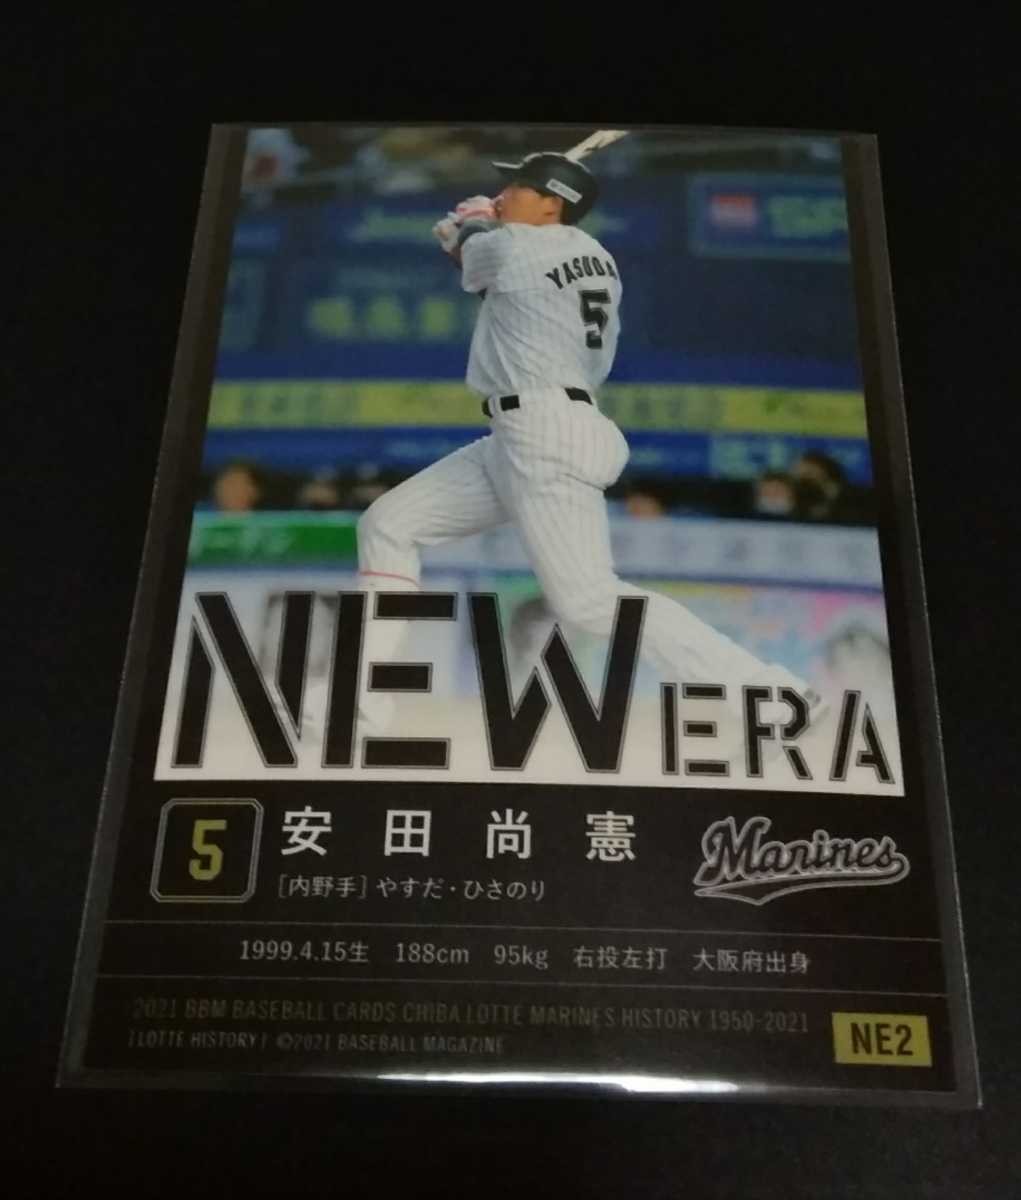 YASUDA
5
NEW ERA
5
安田尚憲
[内野手]やすだ・ひさのり
Marines
1999.4.15生 188cm 95kg 右投左打 大阪府出身
2021 BBM BASEBALL CARDS CHIBA LOTTE MARINES HISTORY 1950-2021
[LOTTE HISTORY] ©2021 BASEBALL MAGAZINE
NE2